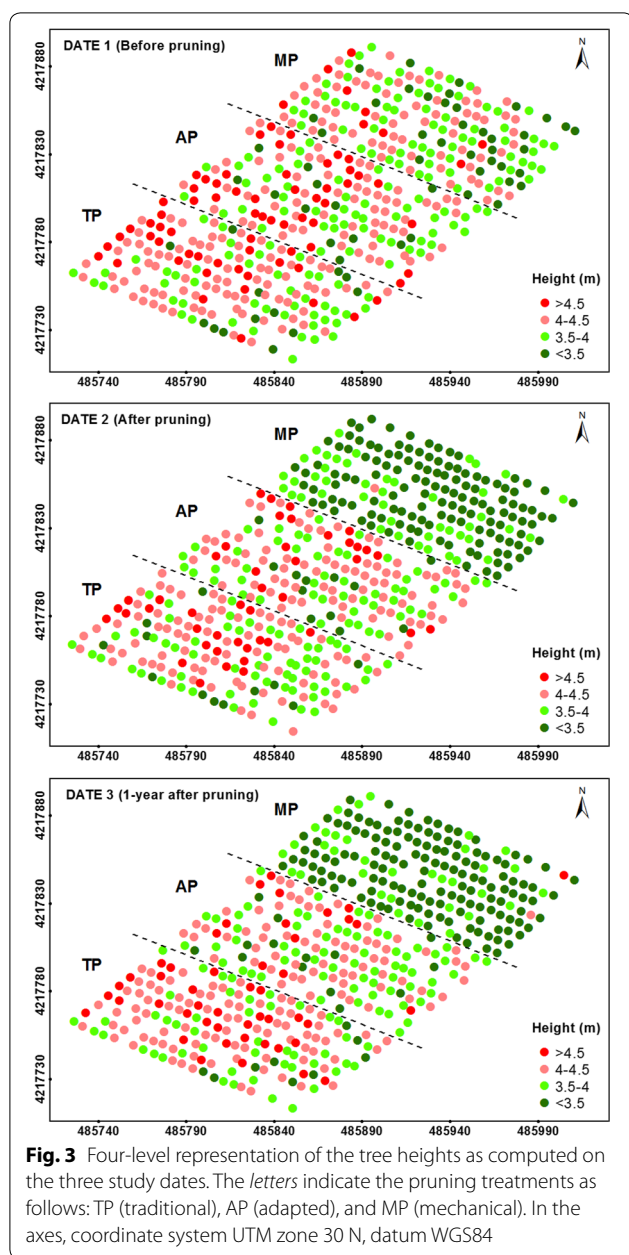 DATE 1 (Before pruning)
MP
N
AP
TP
4217880
4217830
4217780
4217730
Height (m)
>4.5
4-4.5
3.5-4
<3.5
485740 485790 485840 485890 485940 485990
DATE 2 (After pruning)
MP
N
AP
TP
4217880
4217830
4217780
4217730
Height (m)
>4.5
4-4.5
3.5-4
<3.5
485740 485790 485840 485890 485940 485990
DATE 3 (1-year after pruning)
MP
N
AP
TP
4217880
4217830
4217780
4217730
Height (m)
>4.5
4-4.5
3.5-4
<3.5
485740 485790 485840 485890 485940 485990
Fig. 3 Four-level representation of the tree heights as computed on
the three study dates. The letters indicate the pruning treatments as
follows: TP (traditional), AP (adapted), and MP (mechanical). In the
axes, coordinate system UTM zone 30 N, datum WGS84